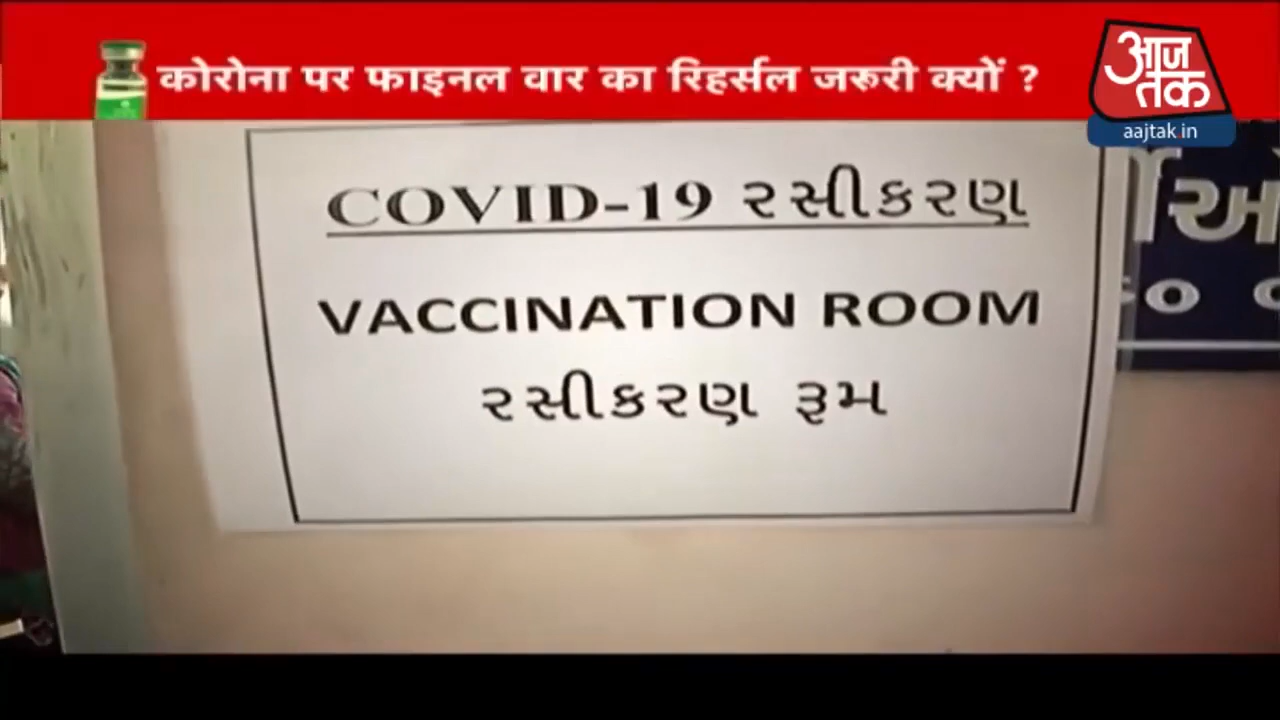 कोरोना पर फाइनल वार का रिहर्सल जरूरी क्यों ?
आज
तक
aajtak.in
COVID-19 રસીકરણ
VACCINATION ROOM
રસીકરણ રૂમ